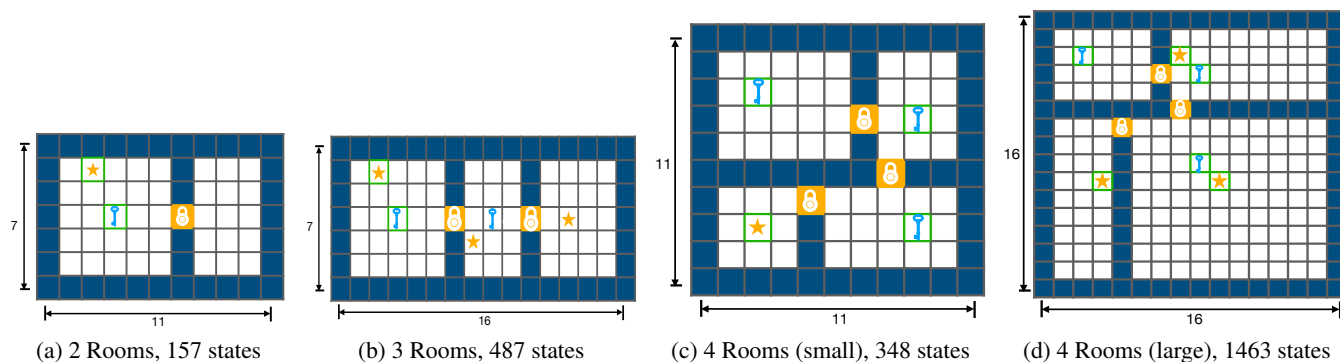 7
11
(a) 2 Rooms, 157 states
7
16
(b) 3 Rooms, 487 states
11
11
(c) 4 Rooms (small), 348 states
16
16
(d) 4 Rooms (large), 1463 states